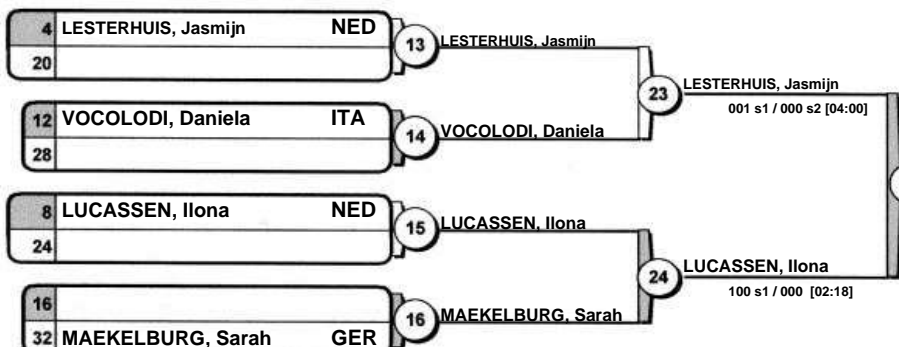 4 LESTERHUIS, Jasmijn NED
20
13 LESTERHUIS, Jasmijn
12 VOCOLODI, Daniela ITA
28
14 VOCOLODI, Daniela
23 LESTERHUIS, Jasmijn
001 s1 / 000 s2 [04:00]
8 LUCASSEN, Ilona NED
24
15 LUCASSEN, Ilona
16
32 MAEKELBURG, Sarah GER
16 MAEKELBURG, Sarah
24 LUCASSEN, Ilona
100 s1 / 000 [02:18]